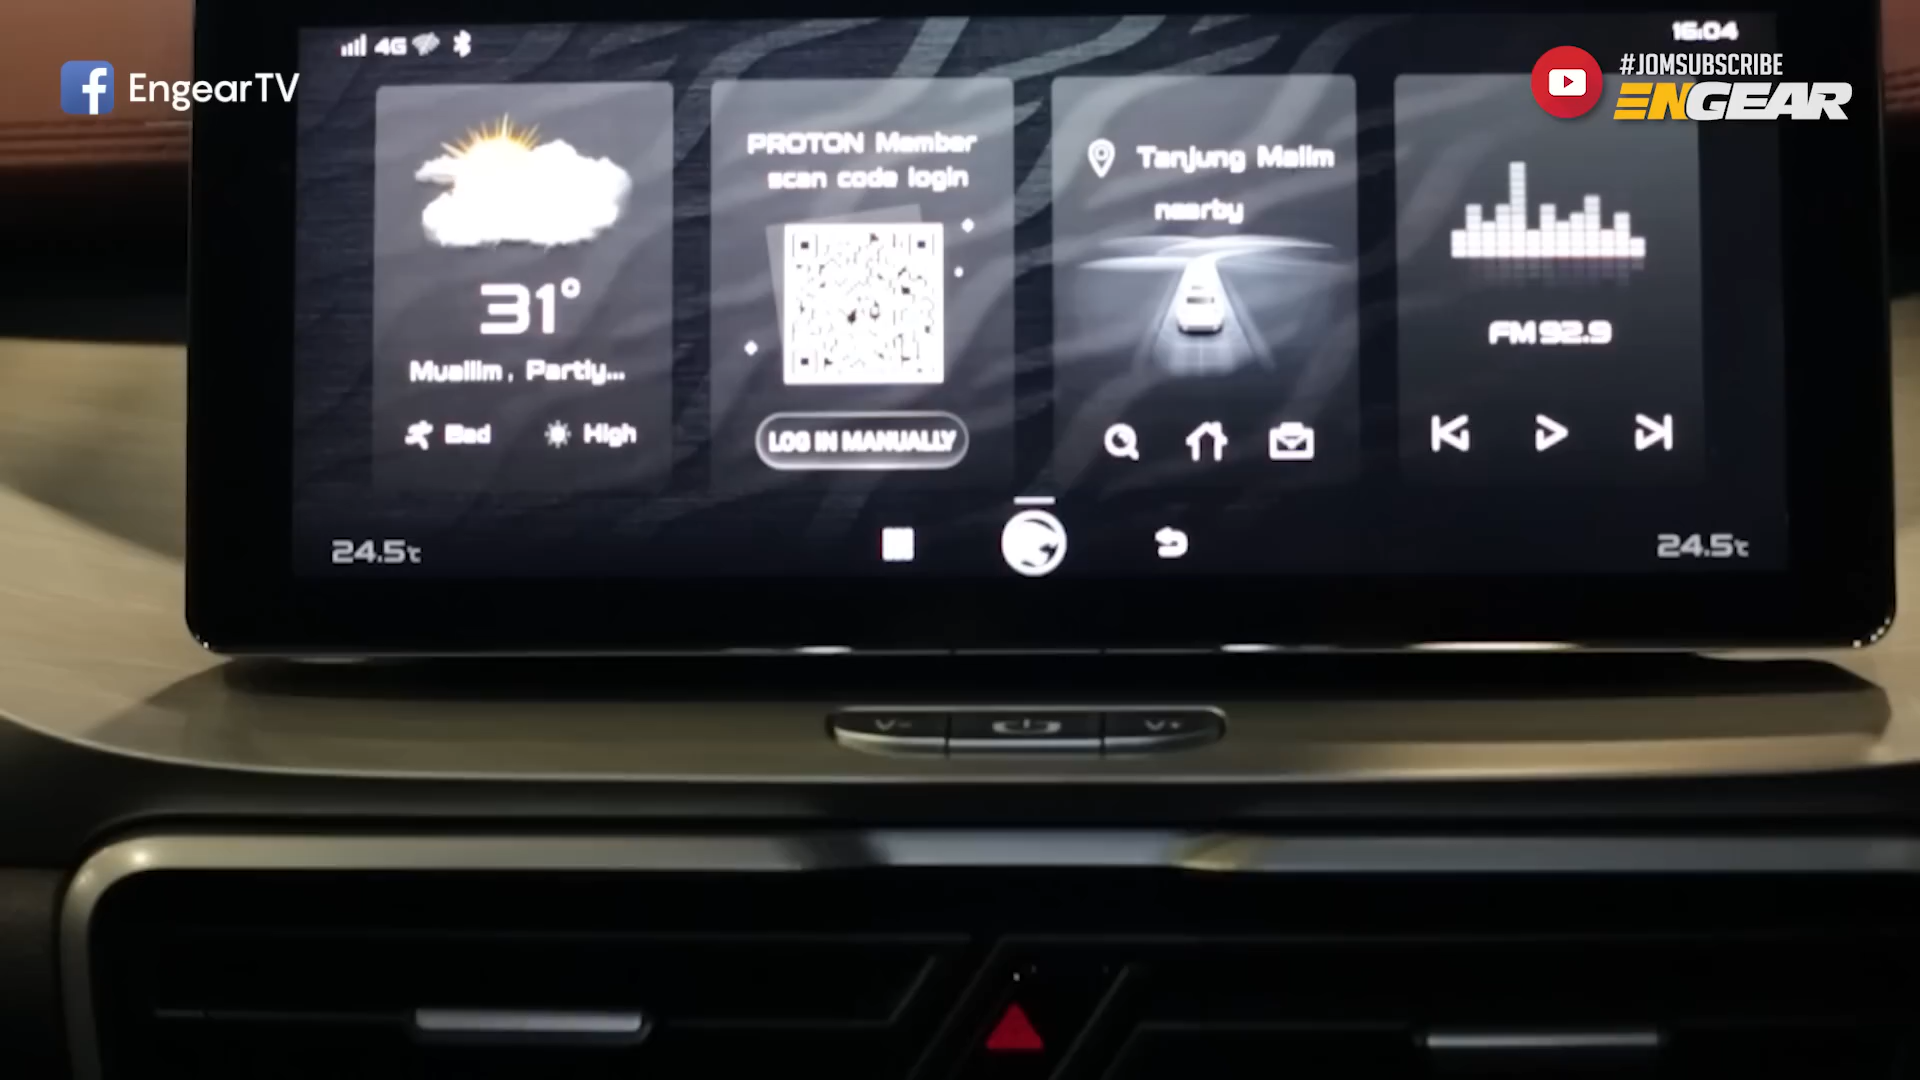 4G
16:04
EngearTV
#JOMSUBSCRIBE
ENGEAR
31°
Muallim, Partly...
Bad
High
PROTON Member
scan code login
LOG IN MANUALLY
Tanjung Malim
nearby
FM 92.9
24.5℃
24.5℃
V-
V+